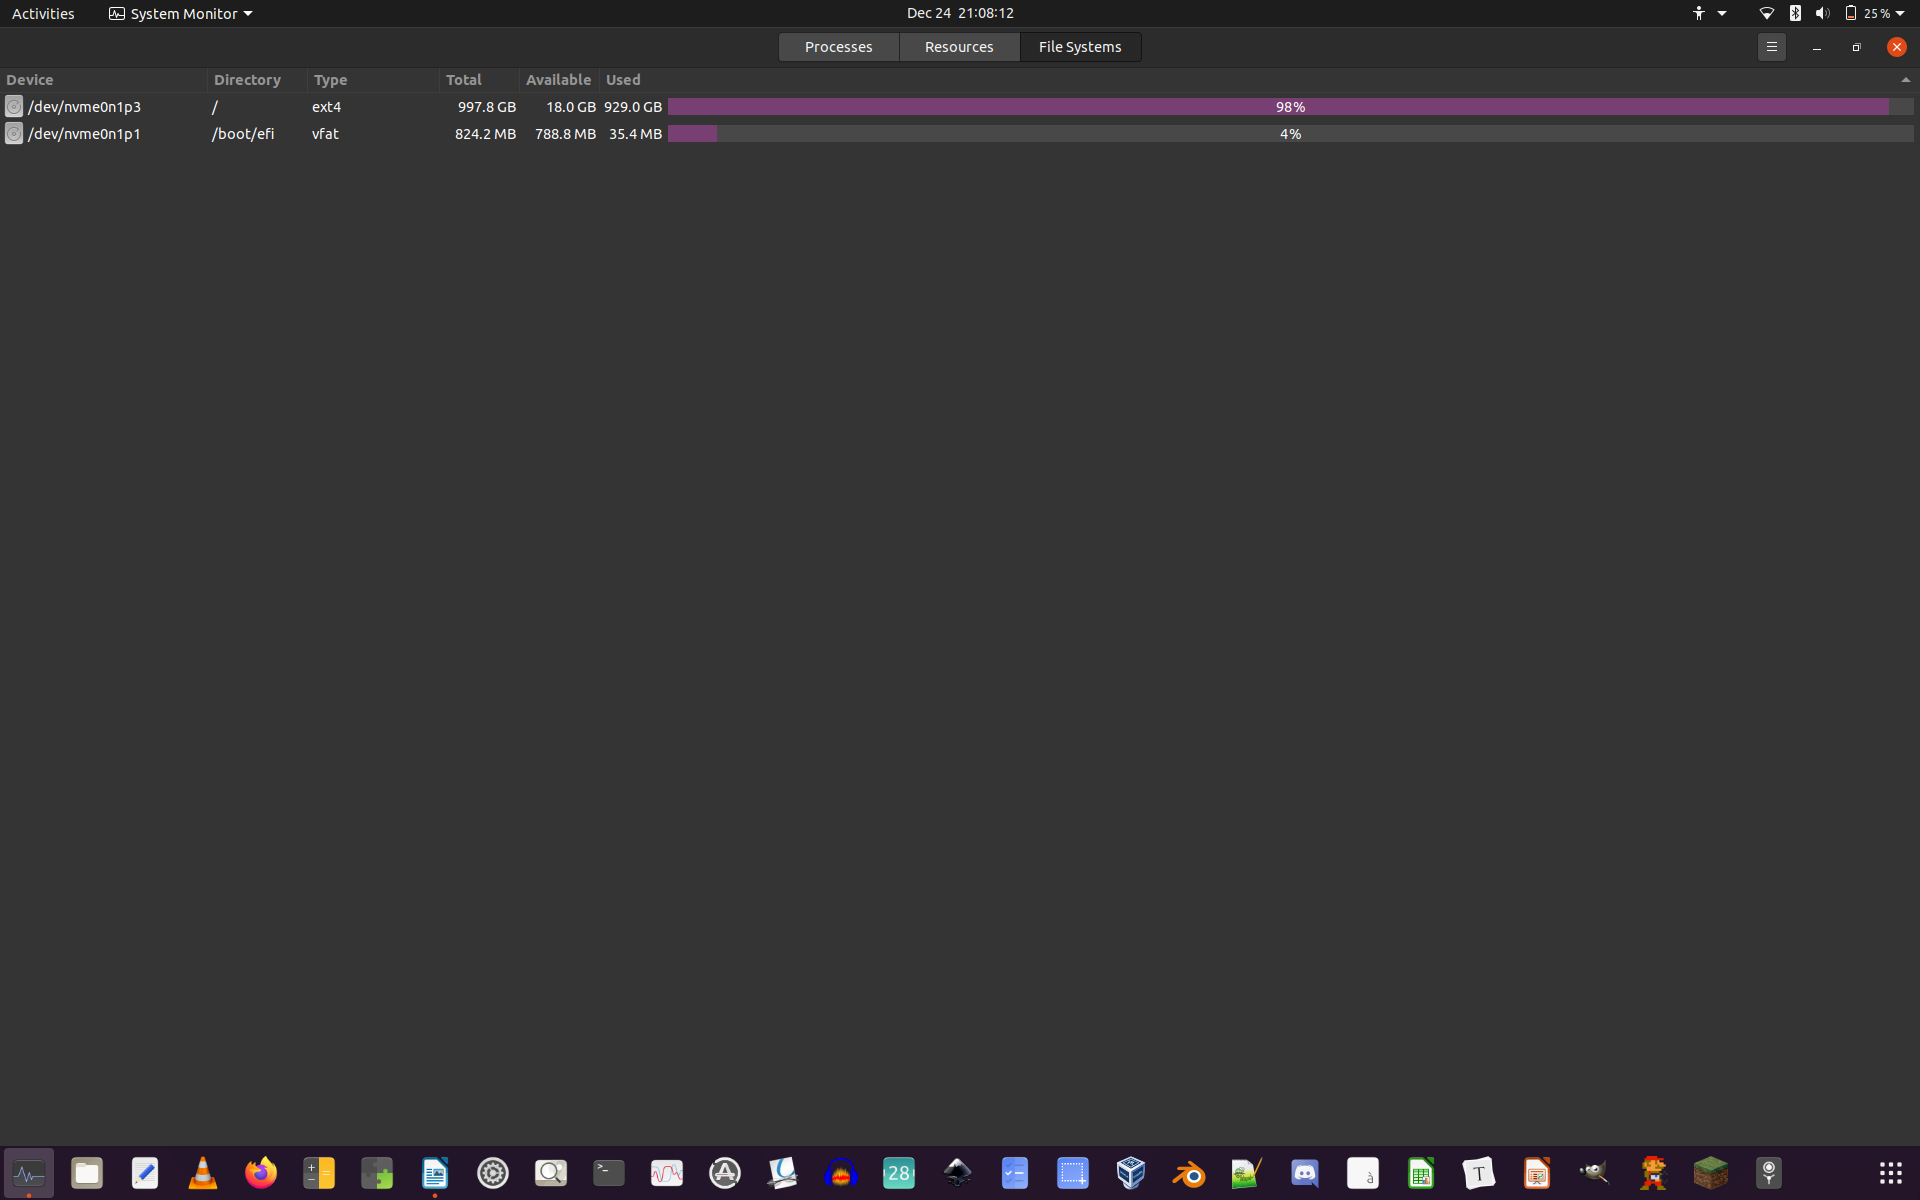 Activities System Monitor Dec 24 21:08:12 25 %
Processes Resources File Systems
Device Directory Type Total Available Used
/dev/nvme0n1p3 / ext4 997.8 GB 18.0 GB 929.0 GB 98%
/dev/nvme0n1p1 /boot/efi vfat 824.2 MB 788.8 MB 35.4 MB 4%
>_ 28 à T